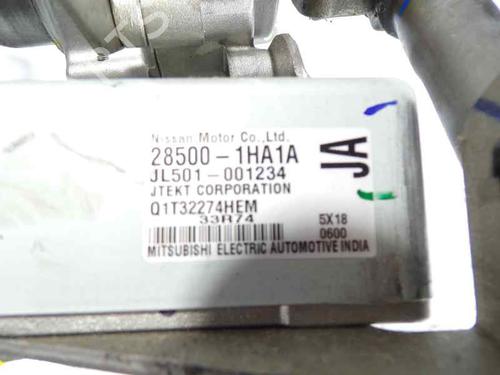 Nissan Motor Co.,Ltd.
28500-1HA1A
JL501-001234
JTEKT CORPORATION
Q1T32274HEM
33R74
5X18
0600
MITSUBISHI ELECTRIC AUTOMOTIVE INDIA
JA